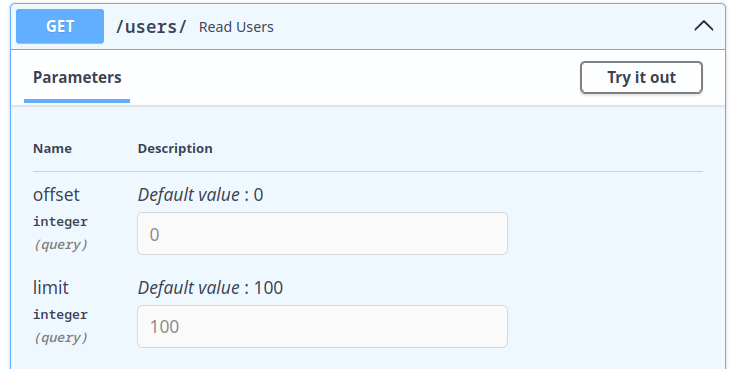 GET /users/ Read Users
Parameters Try it out
Name Description
offset Default value : 0
integer
(query) 0
limit Default value : 100
integer
(query) 100